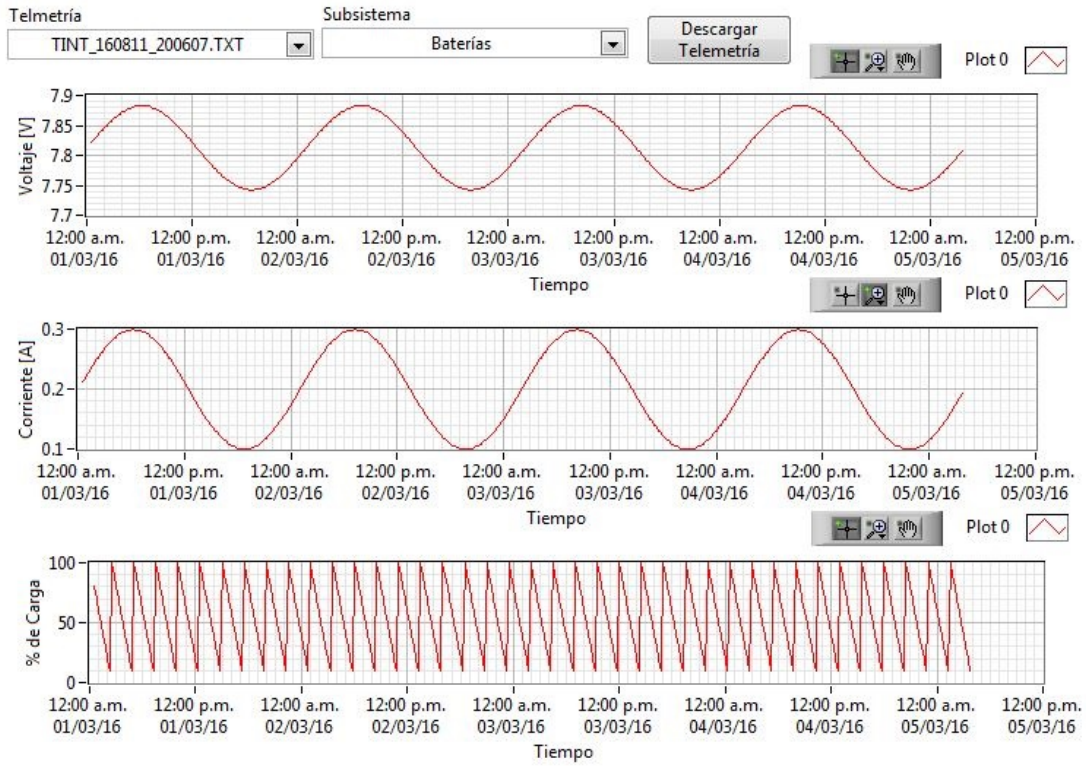 Telmetría
Subsistema
TINT_160811_200607.TXT
Baterías
Descargar
Telemetría
Plot 0
7.9
7.85
7.8
7.75
7.7
Voltaje [V]
12:00 a.m. 12:00 p.m. 12:00 a.m. 12:00 p.m. 12:00 a.m. 12:00 p.m. 12:00 a.m. 12:00 p.m. 12:00 a.m. 12:00 p.m.
01/03/16 01/03/16 02/03/16 02/03/16 03/03/16 03/03/16 04/03/16 04/03/16 05/03/16 05/03/16
Tiempo
Plot 0
0.3
0.2
0.1
Corriente [A]
12:00 a.m. 12:00 p.m. 12:00 a.m. 12:00 p.m. 12:00 a.m. 12:00 p.m. 12:00 a.m. 12:00 p.m. 12:00 a.m. 12:00 p.m.
01/03/16 01/03/16 02/03/16 02/03/16 03/03/16 03/03/16 04/03/16 04/03/16 05/03/16 05/03/16
Tiempo
Plot 0
100
50
0
% de Carga
12:00 a.m. 12:00 p.m. 12:00 a.m. 12:00 p.m. 12:00 a.m. 12:00 p.m. 12:00 a.m. 12:00 p.m. 12:00 a.m. 12:00 p.m.
01/03/16 01/03/16 02/03/16 02/03/16 03/03/16 03/03/16 04/03/16 04/03/16 05/03/16 05/03/16
Tiempo